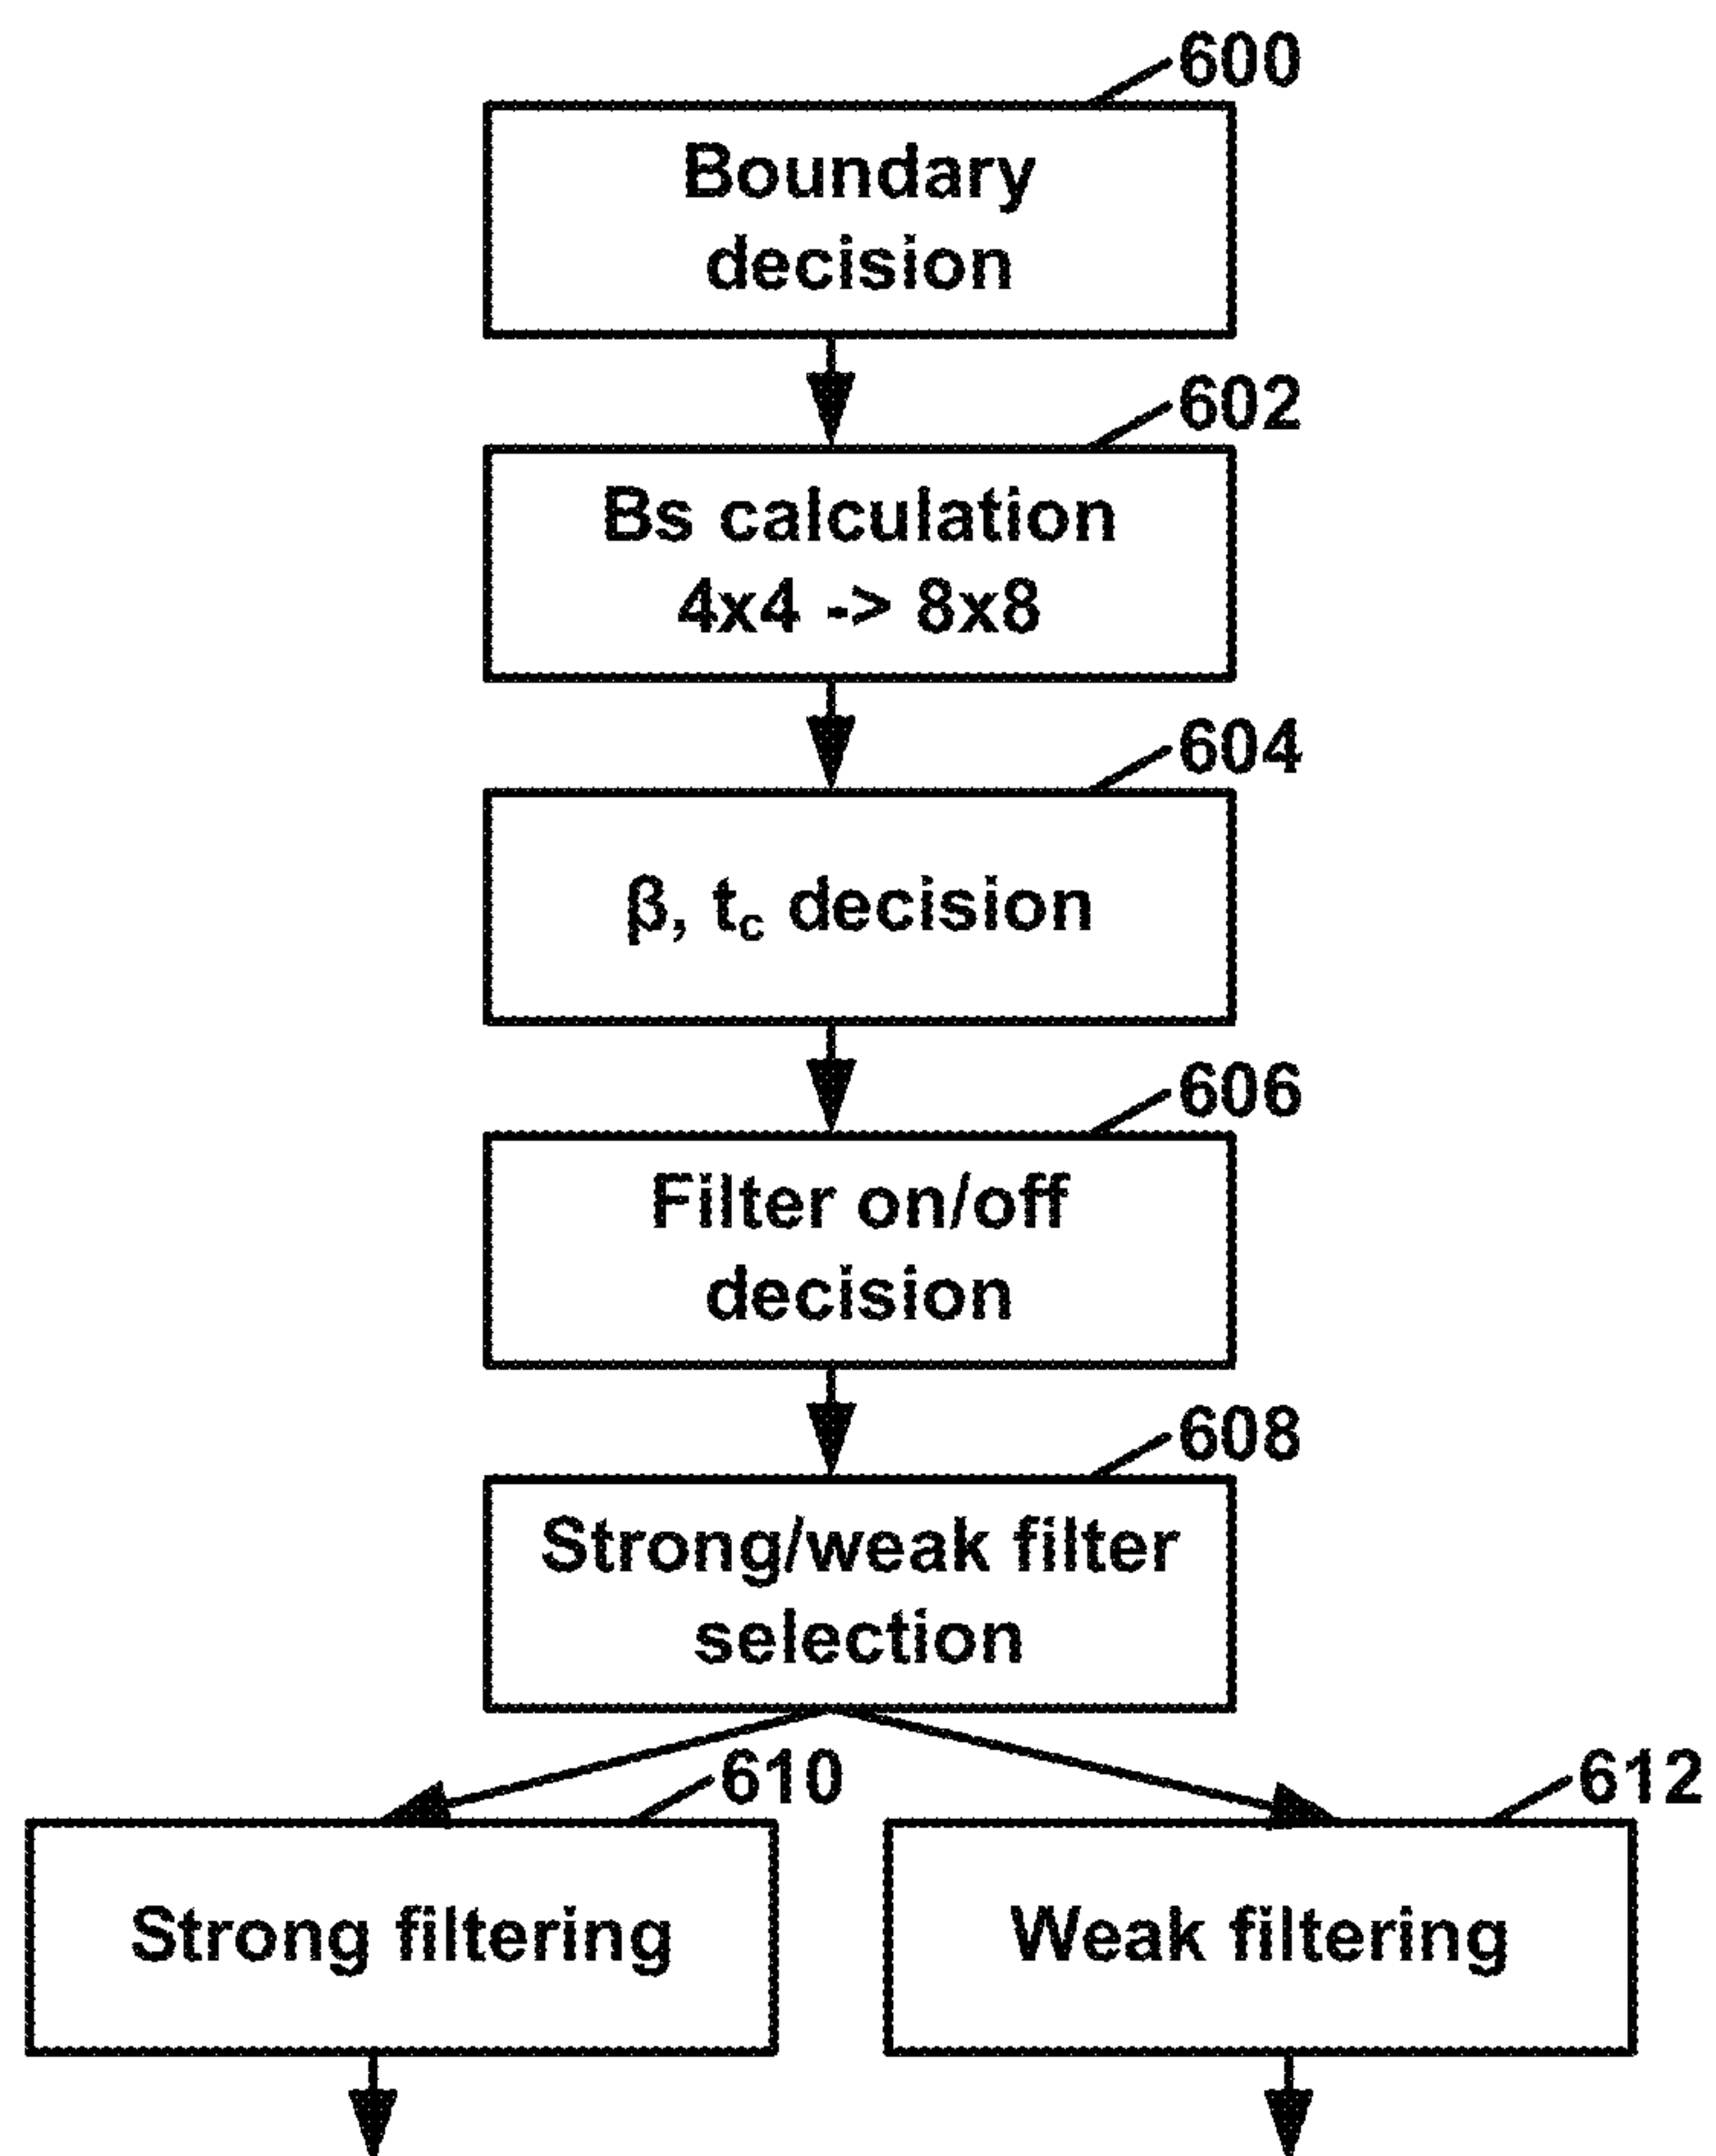 600
Boundary
decision
602
Bs calculation
4x4 -> 8x8
604
β, tc decision
606
Filter on/off
decision
608
Strong/weak filter
selection
610
612
Strong filtering
Weak filtering